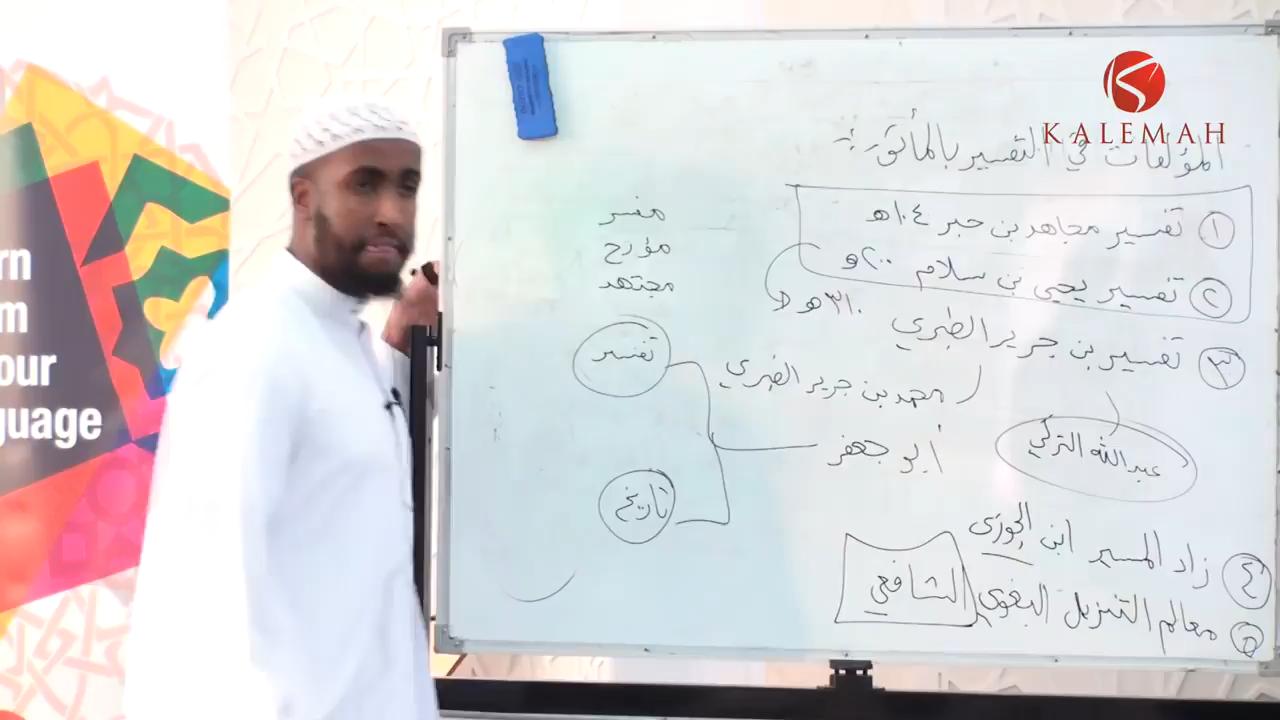 KALEMAH
المؤلفات في التفسير بالمأثور :
١ تفسير مجاهد بن جبر ١٠٤هـ
٢ تفسير يحيى بن سلام ٢٠٠هـ
٣ تفسير بن جرير الطبري ٣١٠هـ
محمد بن جرير الطبري
أبو جعفر
عبدالله التركي
٤ زاد المسير ابن الجوزي
٥ معالم التنزيل البغوي الشافعي
مفسر
مؤرخ
مجتهد
تفسير
تاريخ
rn
m
our
guage